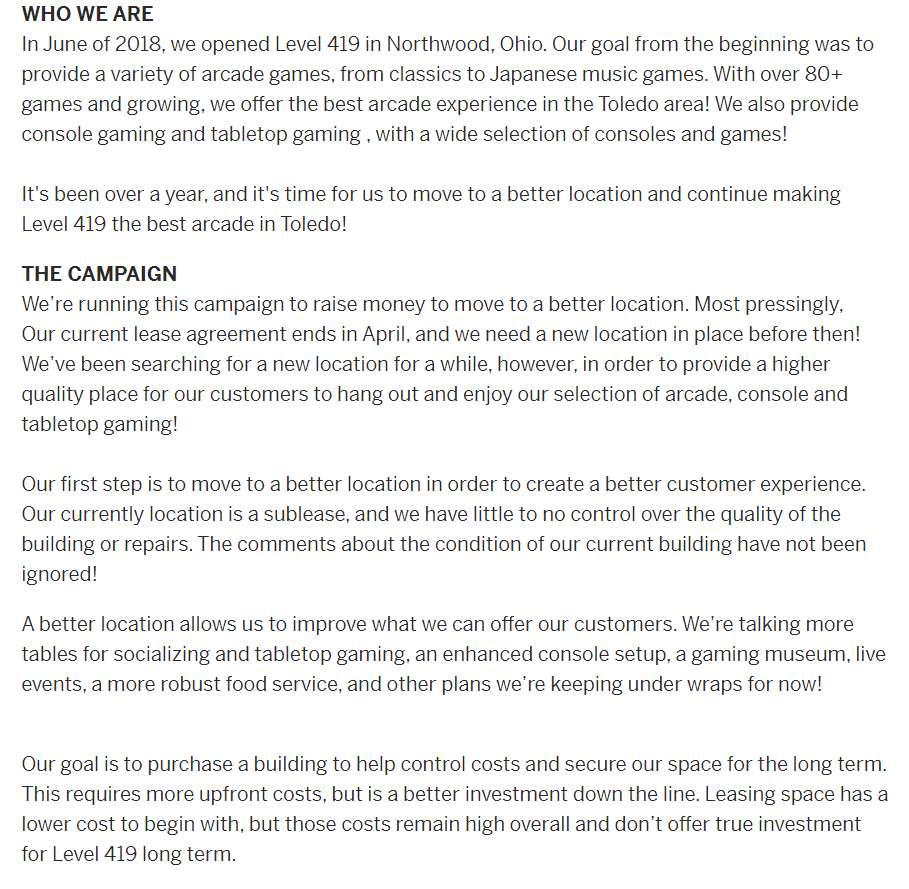 WHO WE ARE
In June of 2018, we opened Level 419 in Northwood, Ohio. Our goal from the beginning was to
provide a variety of arcade games, from classics to Japanese music games. With over 80+
games and growing, we offer the best arcade experience in the Toledo area! We also provide
console gaming and tabletop gaming , with a wide selection of consoles and games!
It's been over a year, and it's time for us to move to a better location and continue making
Level 419 the best arcade in Toledo!
THE CAMPAIGN
We’re running this campaign to raise money to move to a better location. Most pressingly,
Our current lease agreement ends in April, and we need a new location in place before then!
We’ve been searching for a new location for a while, however, in order to provide a higher
quality place for our customers to hang out and enjoy our selection of arcade, console and
tabletop gaming!
Our first step is to move to a better location in order to create a better customer experience.
Our currently location is a sublease, and we have little to no control over the quality of the
building or repairs. The comments about the condition of our current building have not been
ignored!
A better location allows us to improve what we can offer our customers. We’re talking more
tables for socializing and tabletop gaming, an enhanced console setup, a gaming museum, live
events, a more robust food service, and other plans we’re keeping under wraps for now!
Our goal is to purchase a building to help control costs and secure our space for the long term.
This requires more upfront costs, but is a better investment down the line. Leasing space has a
lower cost to begin with, but those costs remain high overall and don’t offer true investment
for Level 419 long term.